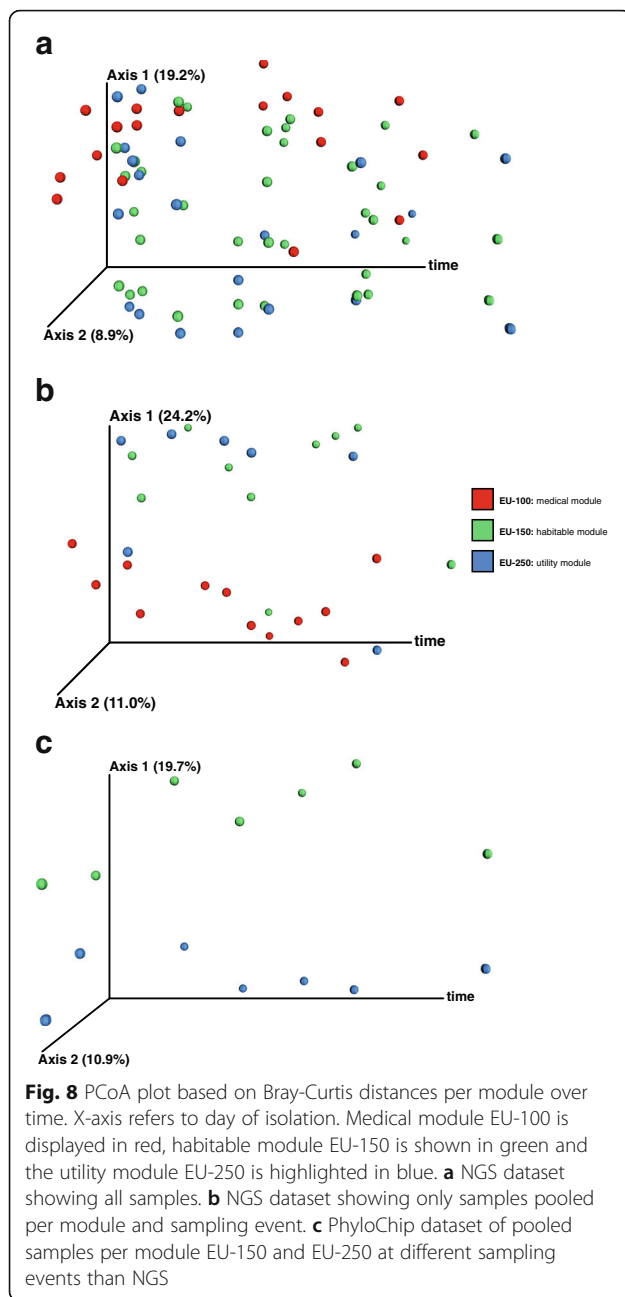 a
Axis 1 (19.2%)
time
Axis 2 (8.9%)
b
Axis 1 (24.2%)
EU-100: medical module
EU-150: habitable module
EU-250: utility module
time
Axis 2 (11.0%)
c
Axis 1 (19.7%)
time
Axis 2 (10.9%)
Fig. 8 PCoA plot based on Bray-Curtis distances per module over
time. X-axis refers to day of isolation. Medical module EU-100 is
displayed in red, habitable module EU-150 is shown in green and
the utility module EU-250 is highlighted in blue. a NGS dataset
showing all samples. b NGS dataset showing only samples pooled
per module and sampling event. c PhyloChip dataset of pooled
samples per module EU-150 and EU-250 at different sampling
events than NGS